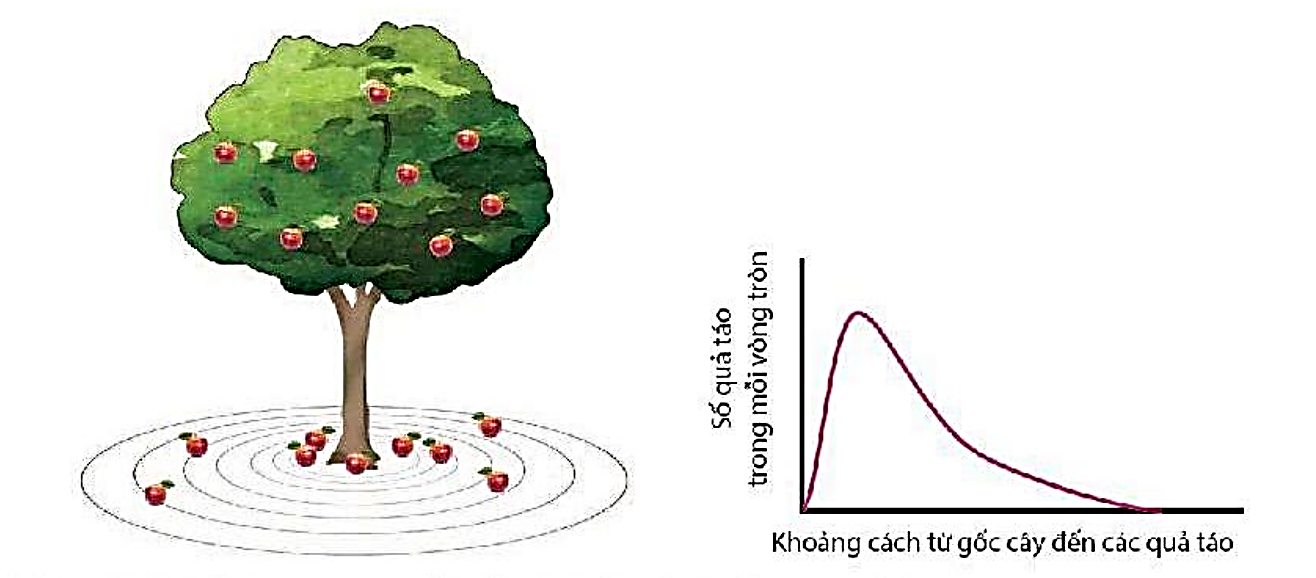 Số quả táo
trong mỗi vòng tròn
Khoảng cách từ gốc cây đến các quả táo